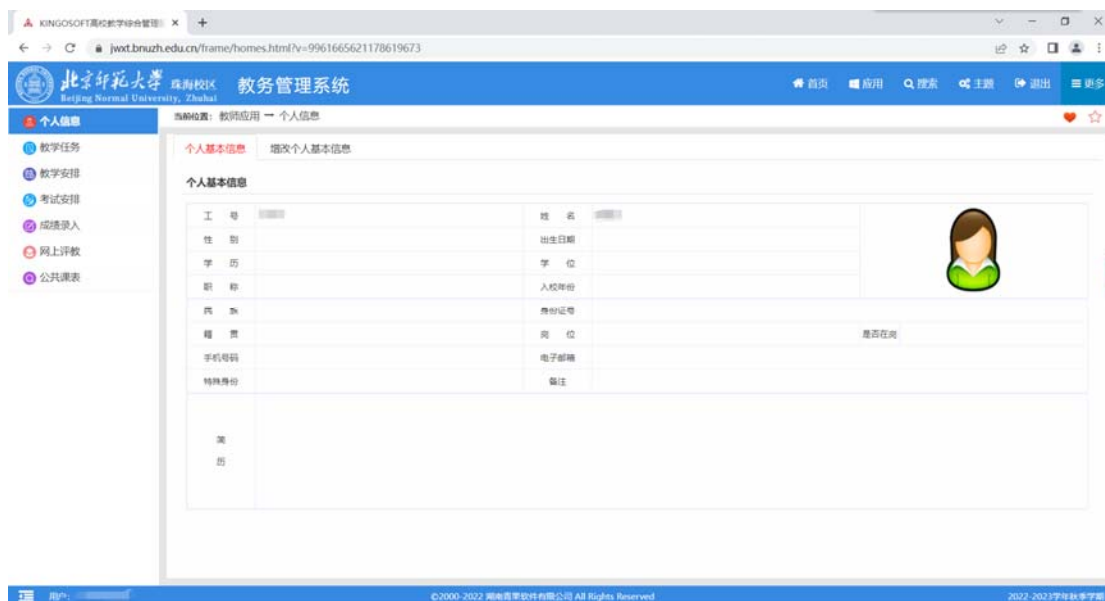 KINGOSOFT高校教学综合管理
jwxt.bnuzh.edu.cn/frame/homes.html?v=9961665621178619673
北京师范大学 珠海校区 教务管理系统
Beijing Normal University, Zhuhai
首页 应用 搜索 主题 退出 更多
个人信息
教学任务
教学安排
考试安排
成绩录入
网上评教
公共课表
当前位置: 教师应用 → 个人信息
个人基本信息 增改个人基本信息
个人基本信息
工 号 姓 名
性 别 出生日期
学 历 学 位
职 称 入校年份
民 族 身份证号
籍 贯 岗 位 是否在岗
手机号码 电子邮箱
特殊身份 备注
简
历
用户:
©2000-2022 湖南青果软件有限公司 All Rights Reserved
2022-2023学年秋季学期